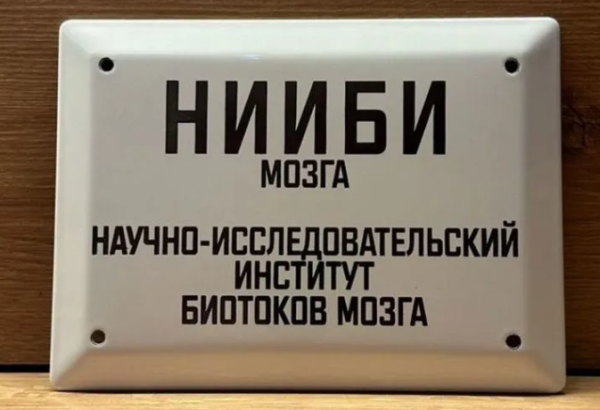 НИИБИ
МОЗГА
НАУЧНО-ИССЛЕДОВАТЕЛЬСКИЙ
ИНСТИТУТ
БИОТОКОВ МОЗГА